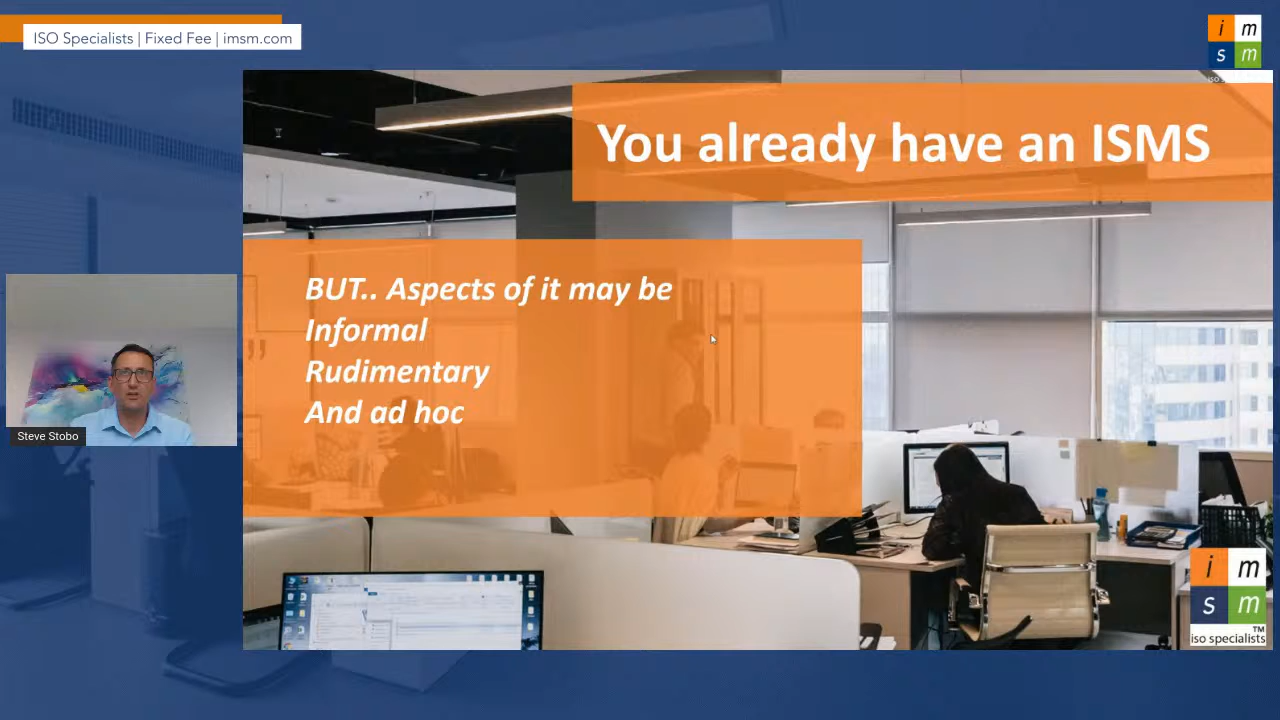 ISO Specialists | Fixed Fee | imsm.com
i m
s m
You already have an ISMS
BUT.. Aspects of it may be
Informal
Rudimentary
And ad hoc
Steve Stobo
i m
s m
TM
iso specialists